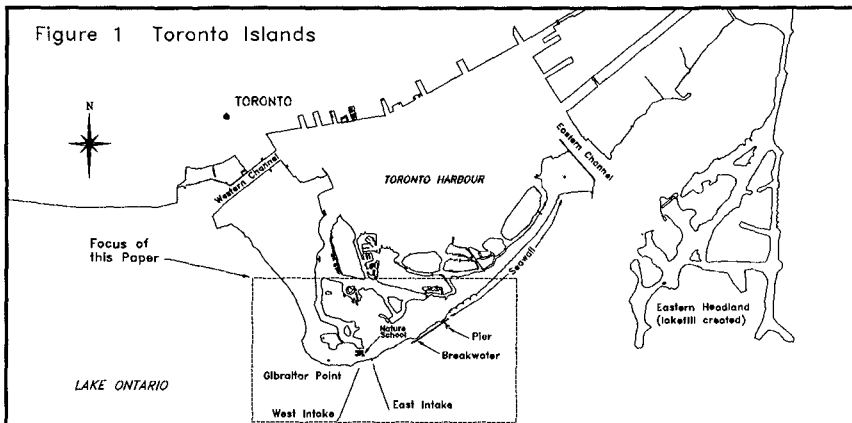 Figure 1 Toronto Islands
N
TORONTO
Western Channel
TORONTO HARBOUR
Eastern Channel
Focus of
this Paper
Seawall
Eastern Headland
(lakefill created)
Nature
School
Pier
Breakwater
Gibraltar Point
LAKE ONTARIO
East Intake
West Intake